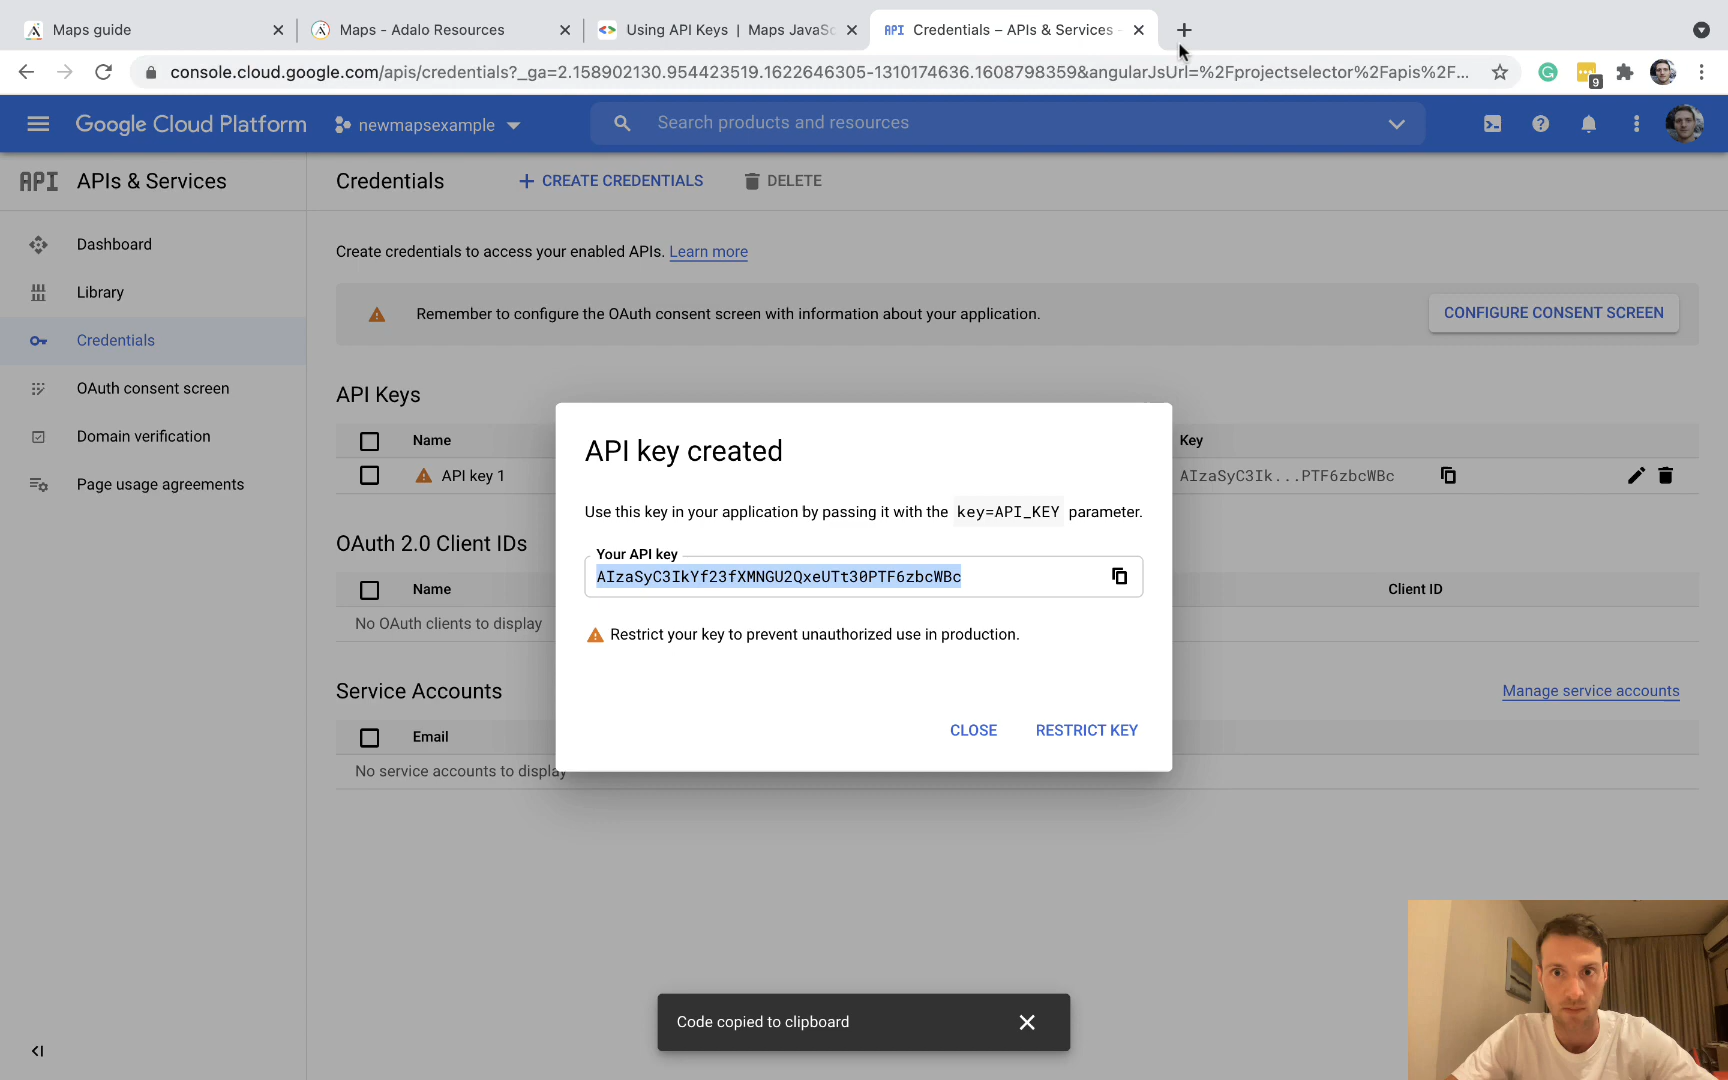 Maps guide
Maps - Adalo Resources
Using API Keys | Maps JavaSc
API Credentials – APIs & Services -
console.cloud.google.com/apis/credentials?_ga=2.158902130.954423519.1622646305-1310174636.1608798359&angularJsUrl=%2Fprojectselector%2Fapis%2F...
9
Google Cloud Platform
newmapsexample
Search products and resources
API APIs & Services
Credentials
CREATE CREDENTIALS
DELETE
Dashboard
Library
Credentials
OAuth consent screen
Domain verification
Page usage agreements
Create credentials to access your enabled APIs. Learn more
Remember to configure the OAuth consent screen with information about your application.
CONFIGURE CONSENT SCREEN
API Keys
Name
Key
API key 1
AIzaSyC3Ik...PTF6zbcWBc
OAuth 2.0 Client IDs
Name
Client ID
No OAuth clients to display
Service Accounts
Manage service accounts
Email
No service accounts to display
API key created
Use this key in your application by passing it with the key=API_KEY parameter.
Your API key
AIzaSyC3IkYf23fXMNGU2QxeUTt30PTF6zbcWBc
Restrict your key to prevent unauthorized use in production.
CLOSE
RESTRICT KEY
Code copied to clipboard